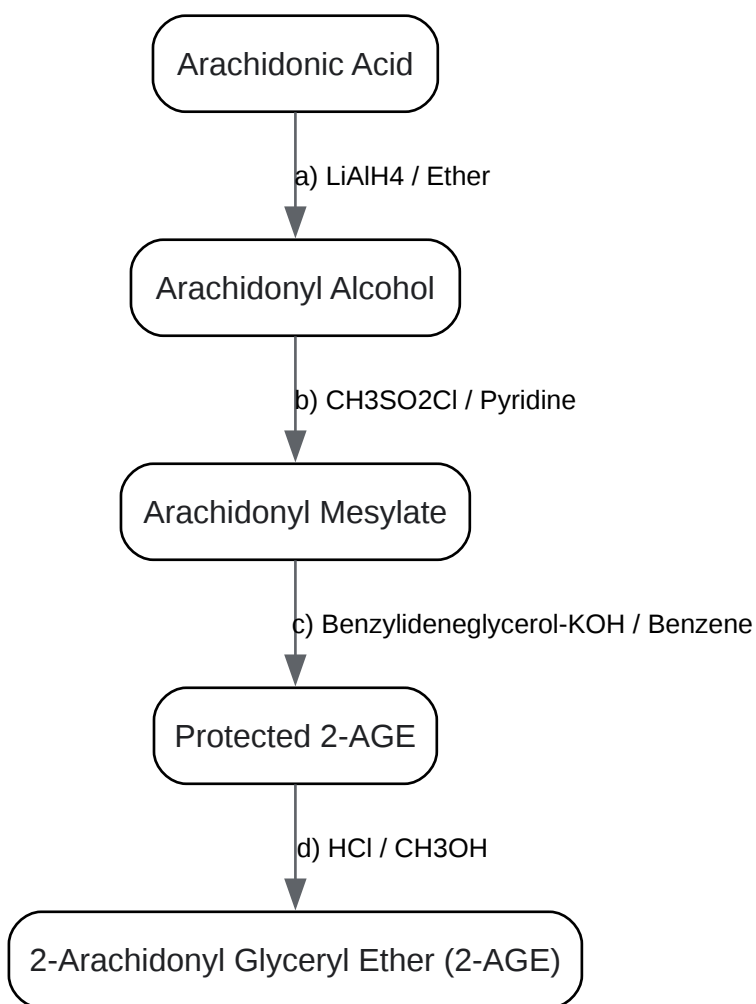 Arachidonic Acid
a) LiAlH4 / Ether
Arachidonyl Alcohol
b) CH3SO2Cl / Pyridine
Arachidonyl Mesylate
c) Benzylideneglycerol-KOH / Benzene
Protected 2-AGE
d) HCl / CH3OH
2-Arachidonyl Glyceryl Ether (2-AGE)